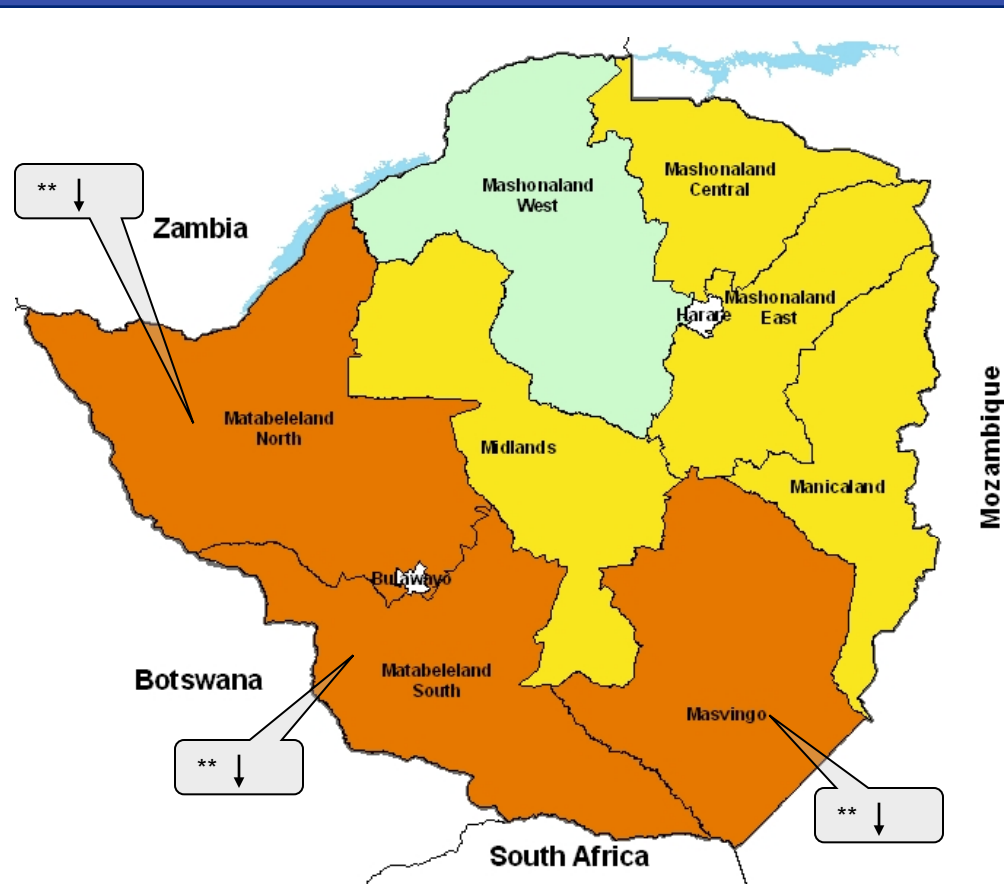 Mashonaland
Central
Mashonaland
West
** ↓
Zambia
Mashonaland
East
Harare
Mozambique
Matabeleland
North
Midlands
Manicaland
Bulawayo
Botswana
Matabeleland
South
Masvingo
** ↓
** ↓
South Africa